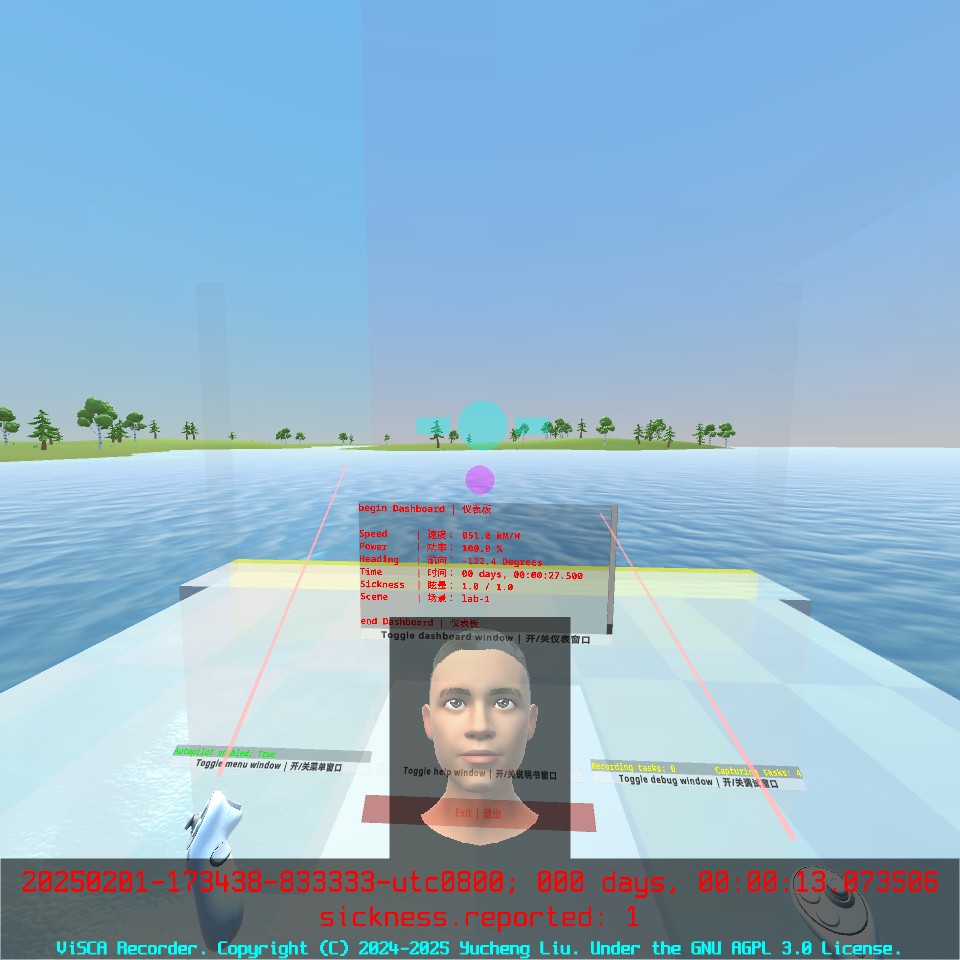 begin Dashboard | 仪表板
Speed | 速度： 051.0 kM/H
Power | 功率： 100.0 %
Heading | 航向： -122.4 Degrees
Time | 时间： 00 days, 00:00:27.500
Sickness | 眩晕： 1.0 / 1.0
Scene | 场景： lab-1
end Dashboard | 仪表板
Toggle dashboard window | 开/关仪表窗口
Autopilot enabled: True
Toggle menu window | 开/关菜单窗口
Toggle help window | 开/关说明书窗口
Recording tasks: 0 Capturing tasks: 4
Toggle debug window | 开/关调试窗口
Exit | 退出
20250201-173438-833333-utc0800; 000 days, 00:00:13.073506
sickness.reported: 1
ViSCA Recorder. Copyright (C) 2024-2025 Yucheng Liu. Under the GNU AGPL 3.0 License.